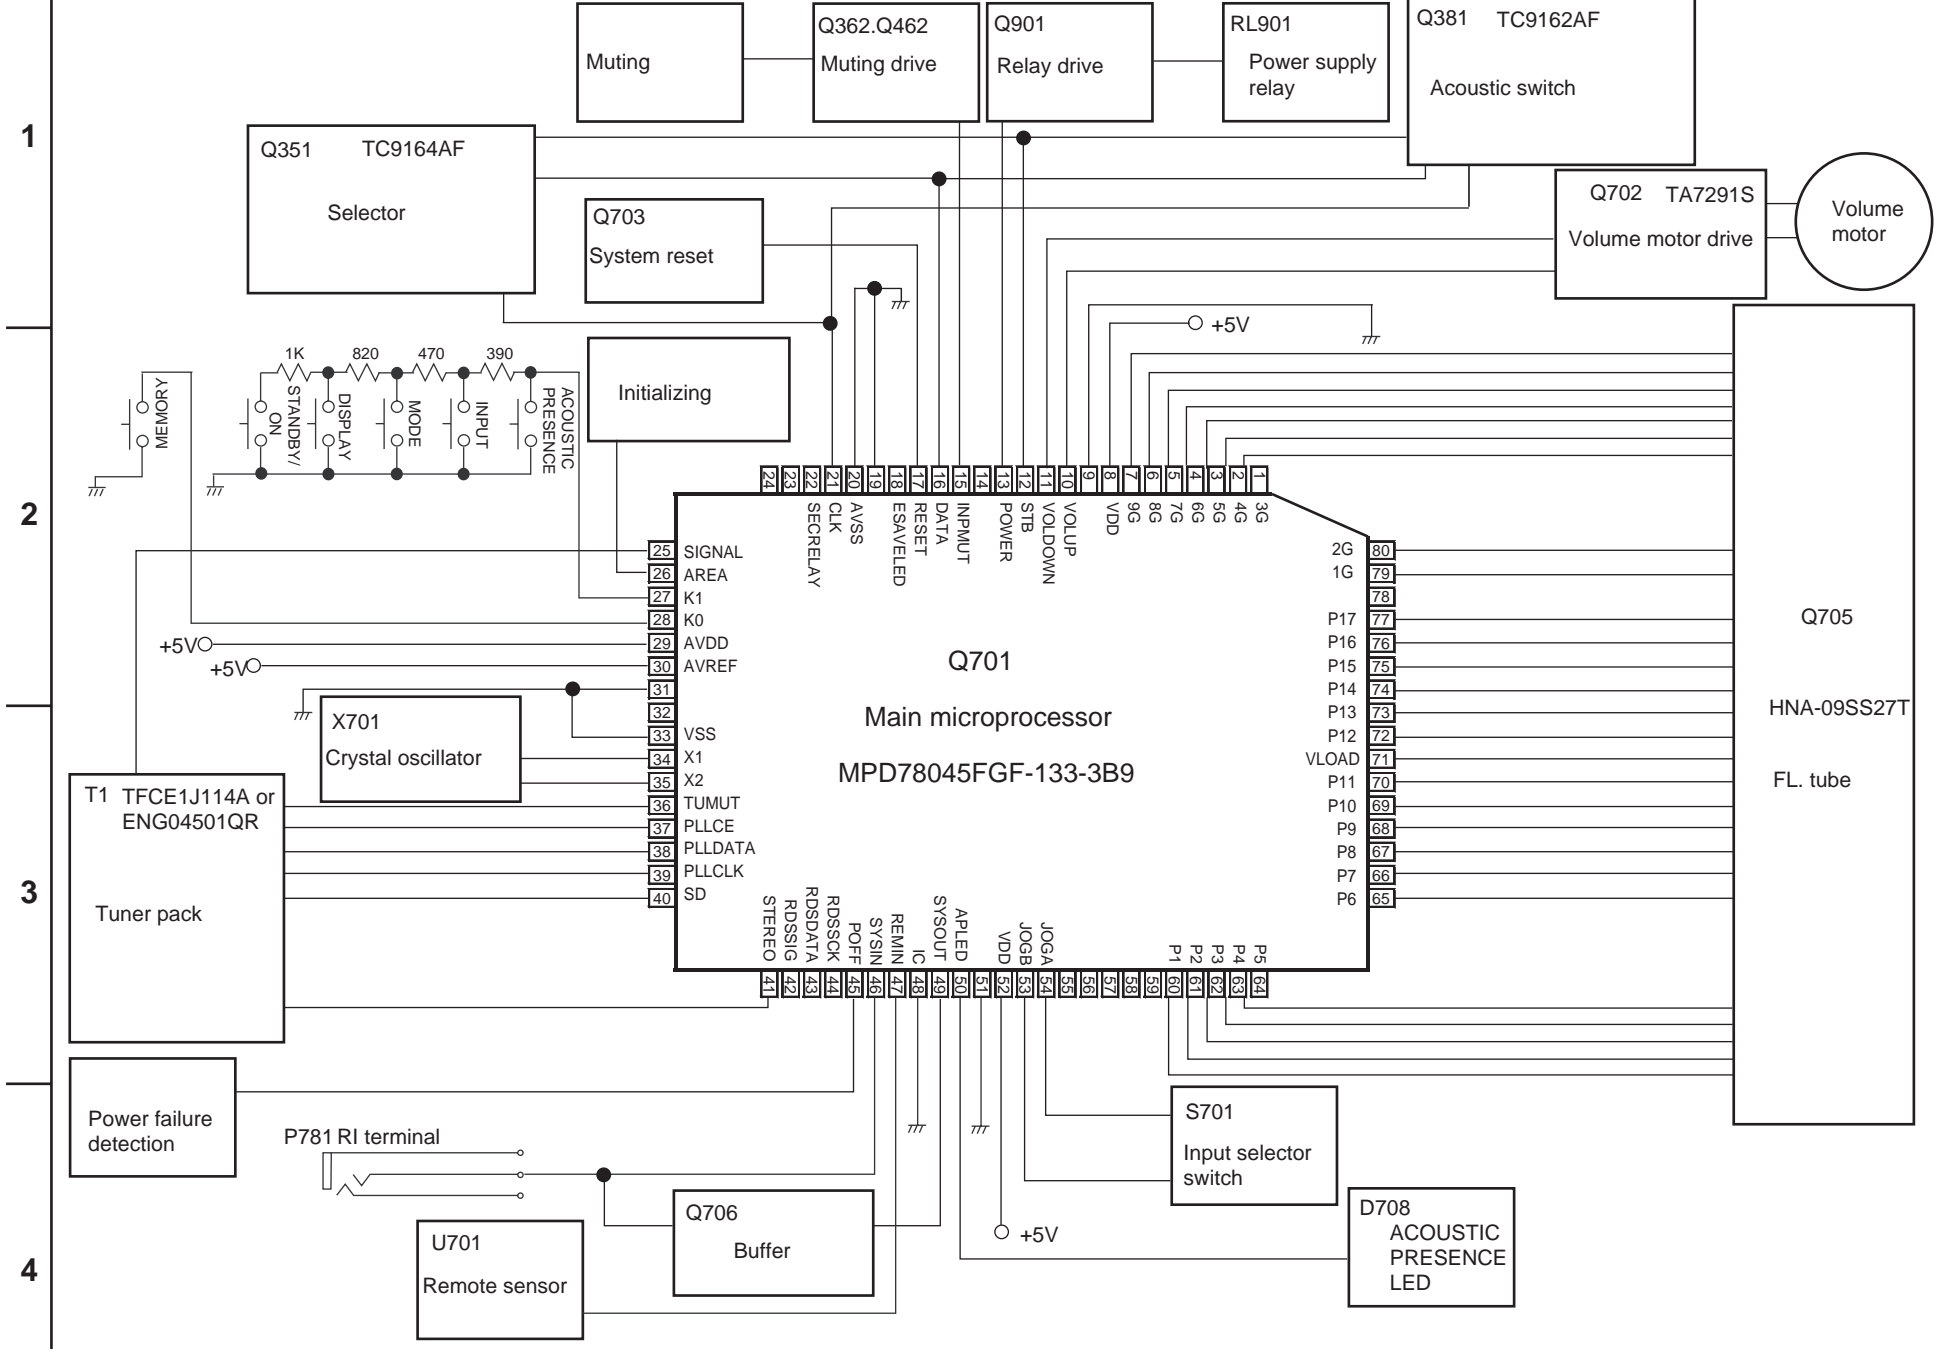 1
2
3
4
Muting
Q362.Q462
Muting drive
Q901
Relay drive
RL901
Power supply
relay
Q381 TC9162AF
Acoustic switch
Q351 TC9164AF
Selector
Q703
System reset
Q702 TA7291S
Volume motor drive
Volume
motor
+5V
Initializing
1K 820 470 390
MEMORY
STANDBY/
ON
DISPLAY
MODE
INPUT
ACOUSTIC
PRESENCE
24 23 22 21 20 19 18 17 16 15 14 13 12 11 10 9 8 7 6 5 4 3 2 1
SECRELAY
CLK
AVSS
ESAVELED
RESET
DATA
INPMUT
POWER
STB
VOLDOWN
VOLUP
VDD
9G
8G
7G
6G
5G
4G
3G
25 SIGNAL
26 AREA
27 K1
28 K0
+5V
29 AVDD
+5V
30 AVREF
31
32
33 VSS
34 X1
35 X2
36 TUMUT
37 PLLCE
38 PLLDATA
39 PLLCLK
40 SD
X701
Crystal oscillator
T1 TFCE1J114A or
ENG04501QR
Tuner pack
Q701
Main microprocessor
MPD78045FGF-133-3B9
2G 80
1G 79
78
P17 77
P16 76
P15 75
P14 74
P13 73
P12 72
VLOAD 71
P11 70
P10 69
P9 68
P8 67
P7 66
P6 65
Q705
HNA-09SS27T
FL. tube
STEREO
RDSSIG
RDSDATA
RDSSCK
POFF
SYSIN
REMIN
IC
SYSOUT
APLED
VDD
JOGB
JOGA
P1
P2
P3
P4
P5
41 42 43 44 45 46 47 48 49 50 51 52 53 54 55 56 57 58 59 60 61 62 63 64
Power failure
detection
P781 RI terminal
U701
Remote sensor
Q706
Buffer
+5V
S701
Input selector
switch
D708
ACOUSTIC
PRESENCE
LED